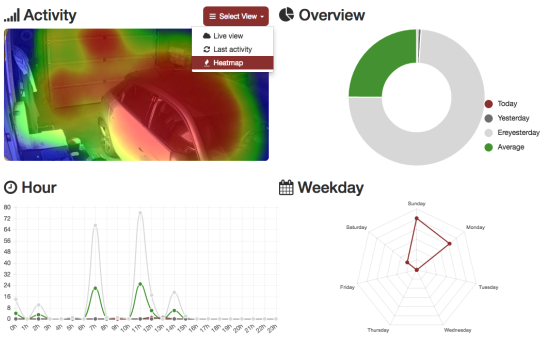 Activity
Select View
Live view
Last activity
Heatmap
Overview
Today
Yesterday
Ereyesterday
Average
Hour
80
72
64
56
48
40
32
24
16
8
0
0h 1h 2h 3h 4h 5h 6h 7h 8h 9h 10h 11h 12h 13h 14h 15h 16h 17h 18h 19h 20h 21h 22h 23h
Weekday
Sunday
Monday
Tuesday
Wednesday
Thursday
Friday
Saturday